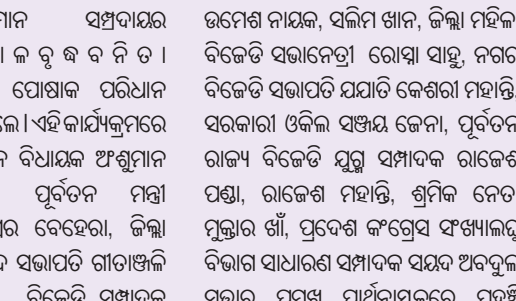 ସମ୍ପ୍ରଦାୟର
ଳ ବୃ ଦ୍ଧ ବ ନି ତ ।
ପୋଷାକ ପରିଧାନ
ଲେ । ଏହି କାର୍ଯ୍ୟକ୍ରମରେ
ବିଧାୟକ ଅଂଶୁମାନ
ପୂର୍ବତନ ମନ୍ତ୍ରୀ
ବେହେରା, ଜିଲ୍ଲା
ସଭାପତି ଗୀତାଞ୍ଜଳି
ବିଜେଡି ସମ୍ପାଦକ
ଉମେଶ ନାୟକ, ସଲିମ ଖାନ, ଜିଲ୍ଲା ମହିଳ
ବିଜେଡି ସଭାନେତ୍ରୀ ରୋସ୍ନା ସାହୁ, ନଗର
ବିଜେଡି ସଭାପତି ଯଯାତି କେଶରୀ ମହାନ୍ତି,
ସରକାରୀ ଓକିଲ ସଞ୍ଜୟ ଜେନା, ପୂର୍ବତନ
ରାଜ୍ୟ ବିଜେଡି ଯୁଗ୍ମ ସମ୍ପାଦକ ରାଜେଶ
ପଣ୍ଡା, ରାଜେଶ ମହାନ୍ତି, ଶ୍ରମିକ ନେତ
ମୁକ୍ତାର ଖାଁ, ପ୍ରଦେଶ କଂଗ୍ରେସ ସଂଖ୍ୟାଲଘୁ
ବିଭାଗ ସାଧାରଣ ସମ୍ପାଦକ ସୟଦ ଅବଦୁଲ